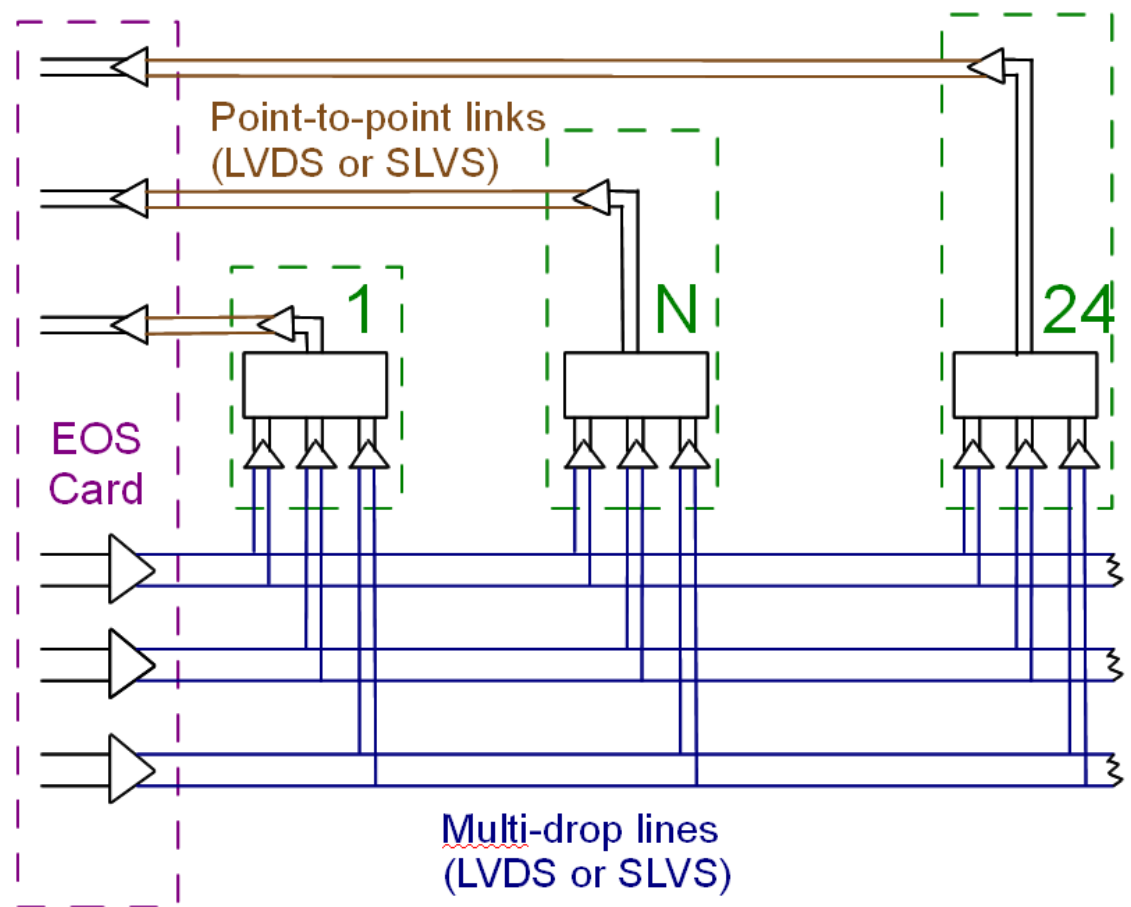 Point-to-point links
(LVDS or SLVS)
1
N
24
EOS
Card
Multi-drop lines
(LVDS or SLVS)